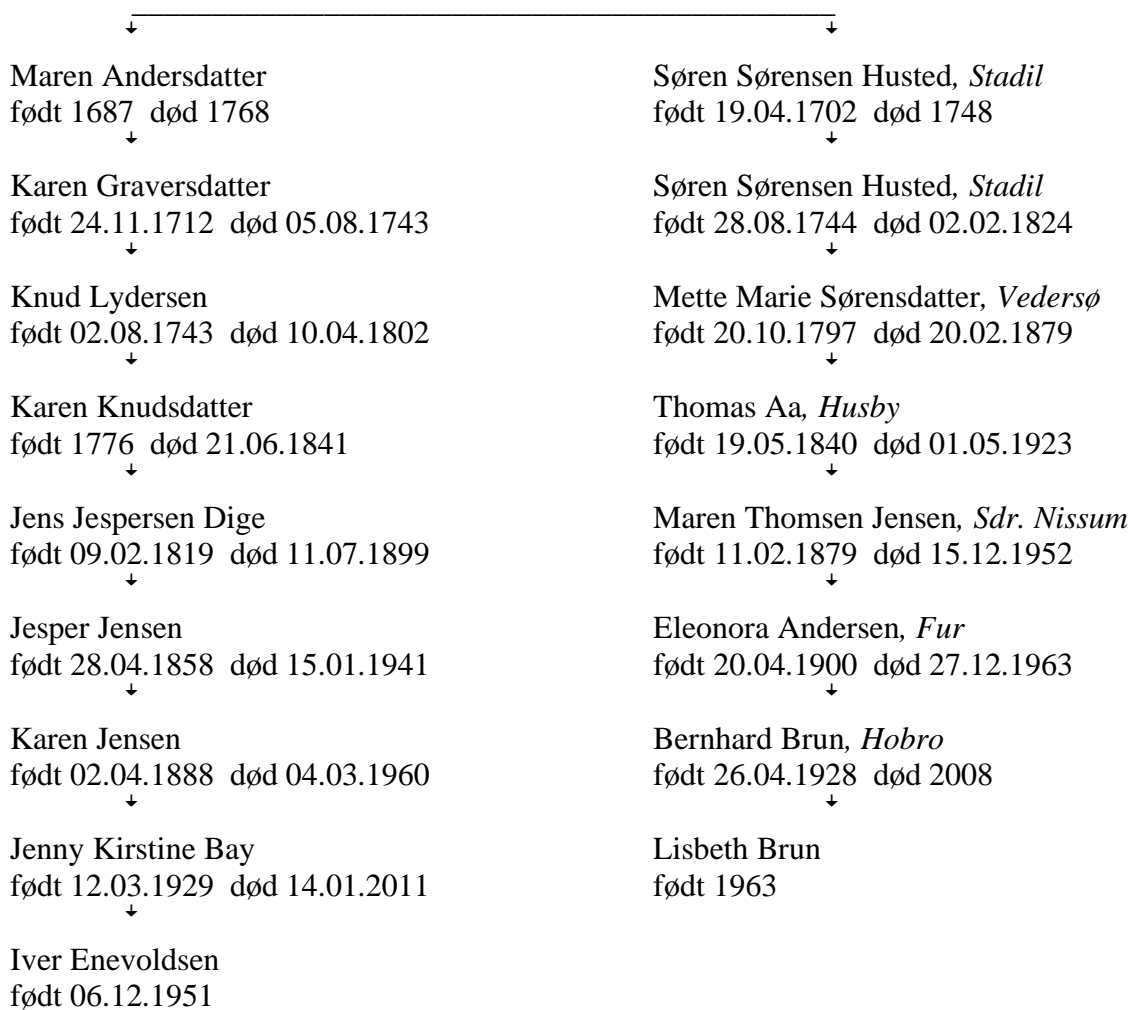 Maren Andersdatter
født 1687 død 1768
Karen Graversdatter
født 24.11.1712 død 05.08.1743
Knud Lydersen
født 02.08.1743 død 10.04.1802
Karen Knudsdatter
født 1776 død 21.06.1841
Jens Jespersen Dige
født 09.02.1819 død 11.07.1899
Jesper Jensen
født 28.04.1858 død 15.01.1941
Karen Jensen
født 02.04.1888 død 04.03.1960
Jenny Kirstine Bay
født 12.03.1929 død 14.01.2011
Iver Enevoldsen
født 06.12.1951
Søren Sørensen Husted, Stadil
født 19.04.1702 død 1748
Søren Sørensen Husted, Stadil
født 28.08.1744 død 02.02.1824
Mette Marie Sørensdatter, Vedersø
født 20.10.1797 død 20.02.1879
Thomas Aa, Husby
født 19.05.1840 død 01.05.1923
Maren Thomsen Jensen, Sdr. Nissum
født 11.02.1879 død 15.12.1952
Eleonora Andersen, Fur
født 20.04.1900 død 27.12.1963
Bernhard Brun, Hobro
født 26.04.1928 død 2008
Lisbeth Brun
født 1963